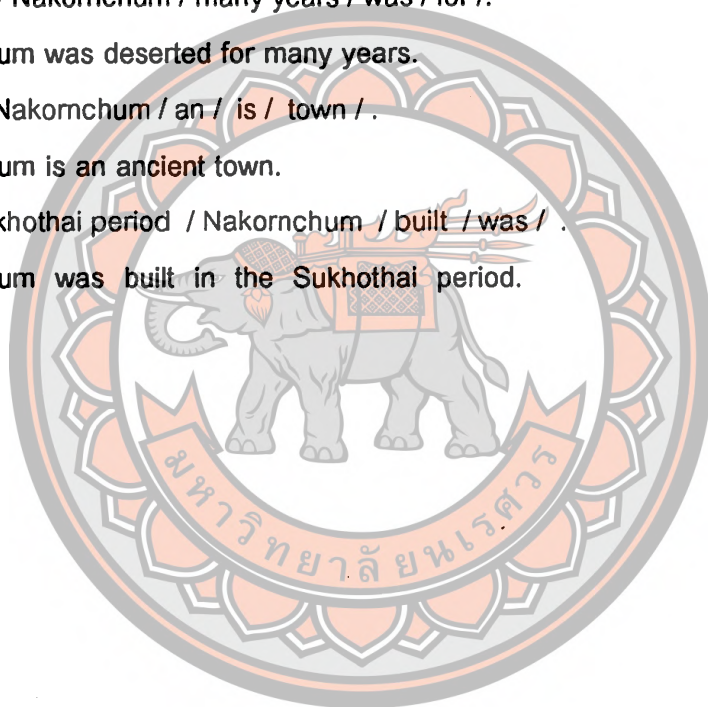 / Nakornchum / many years / was / for /.
um was deserted for many years.
Nakornchum / an / is / town / .
um is an ancient town.
khothai period / Nakornchum / built / was / .
um was built in the Sukhothai period.
มหาวิทยาลัยนเรศวร